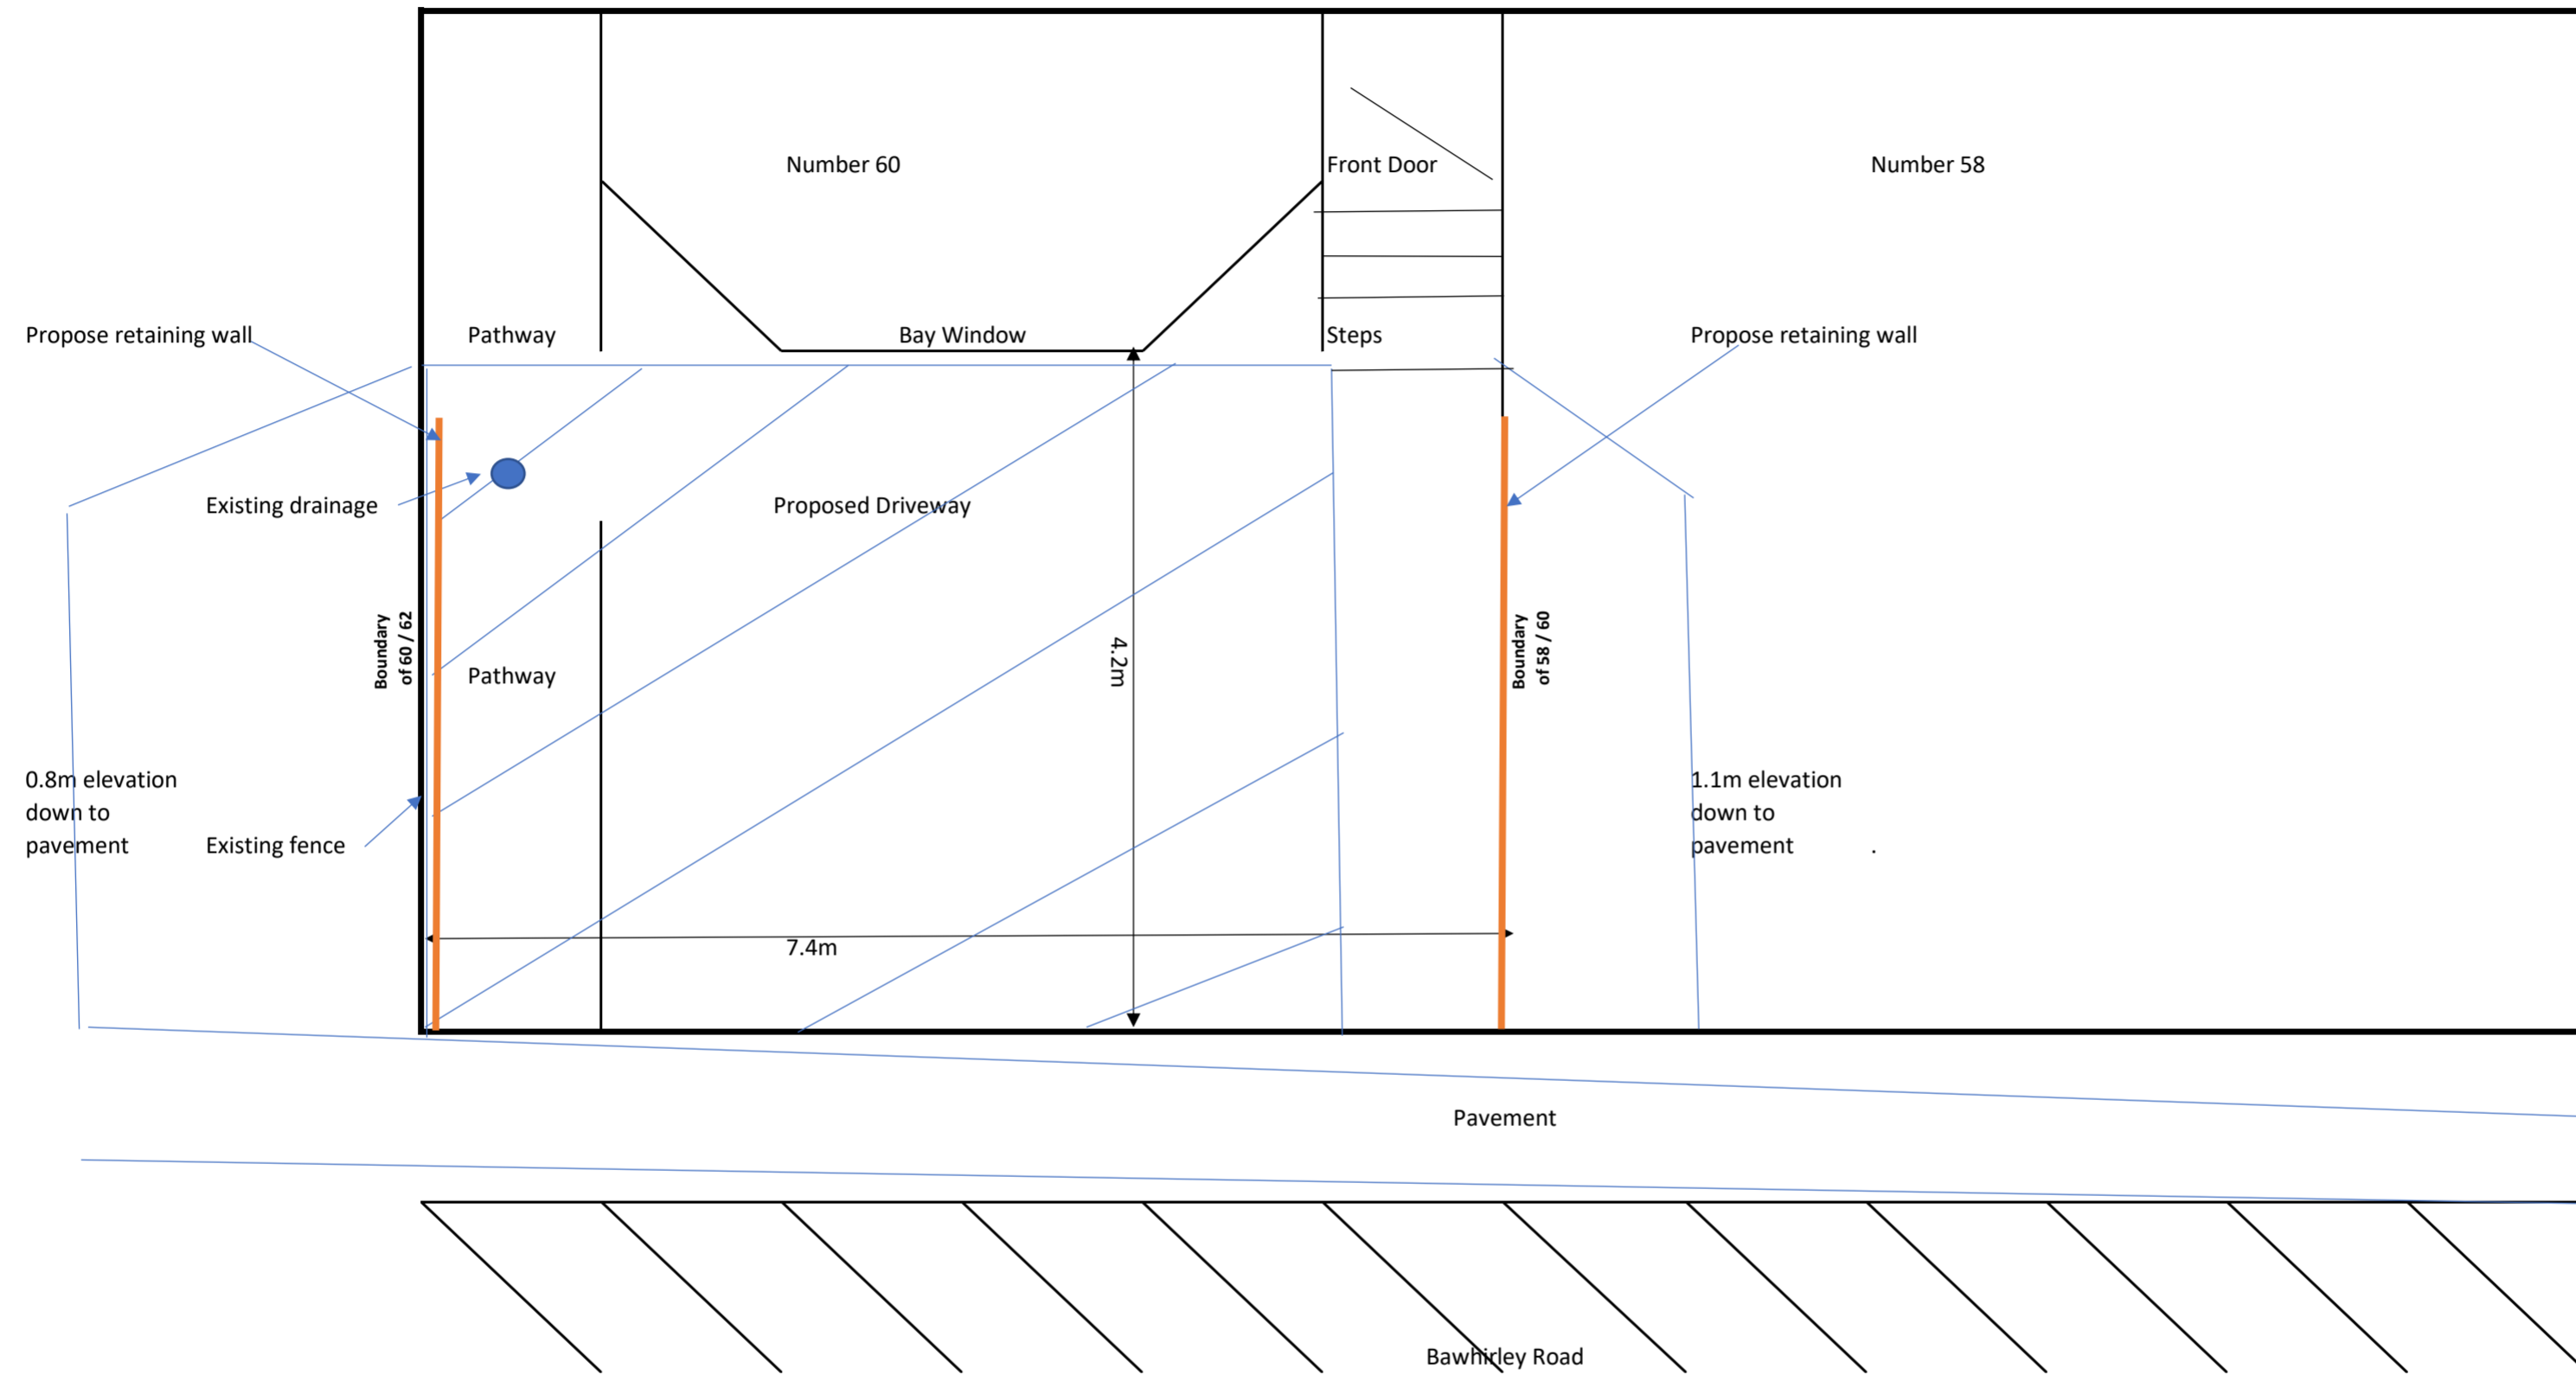 Number 60
Front Door
Number 58
Propose retaining wall
Pathway
Bay Window
Steps
Propose retaining wall
Existing drainage
Proposed Driveway
Boundary
of 60 / 62
Pathway
4.2m
Boundary
of 58 / 60
0.8m elevation
down to
pavement
Existing fence
1.1m elevation
down to
pavement .
7.4m
Pavement
Bawhirley Road